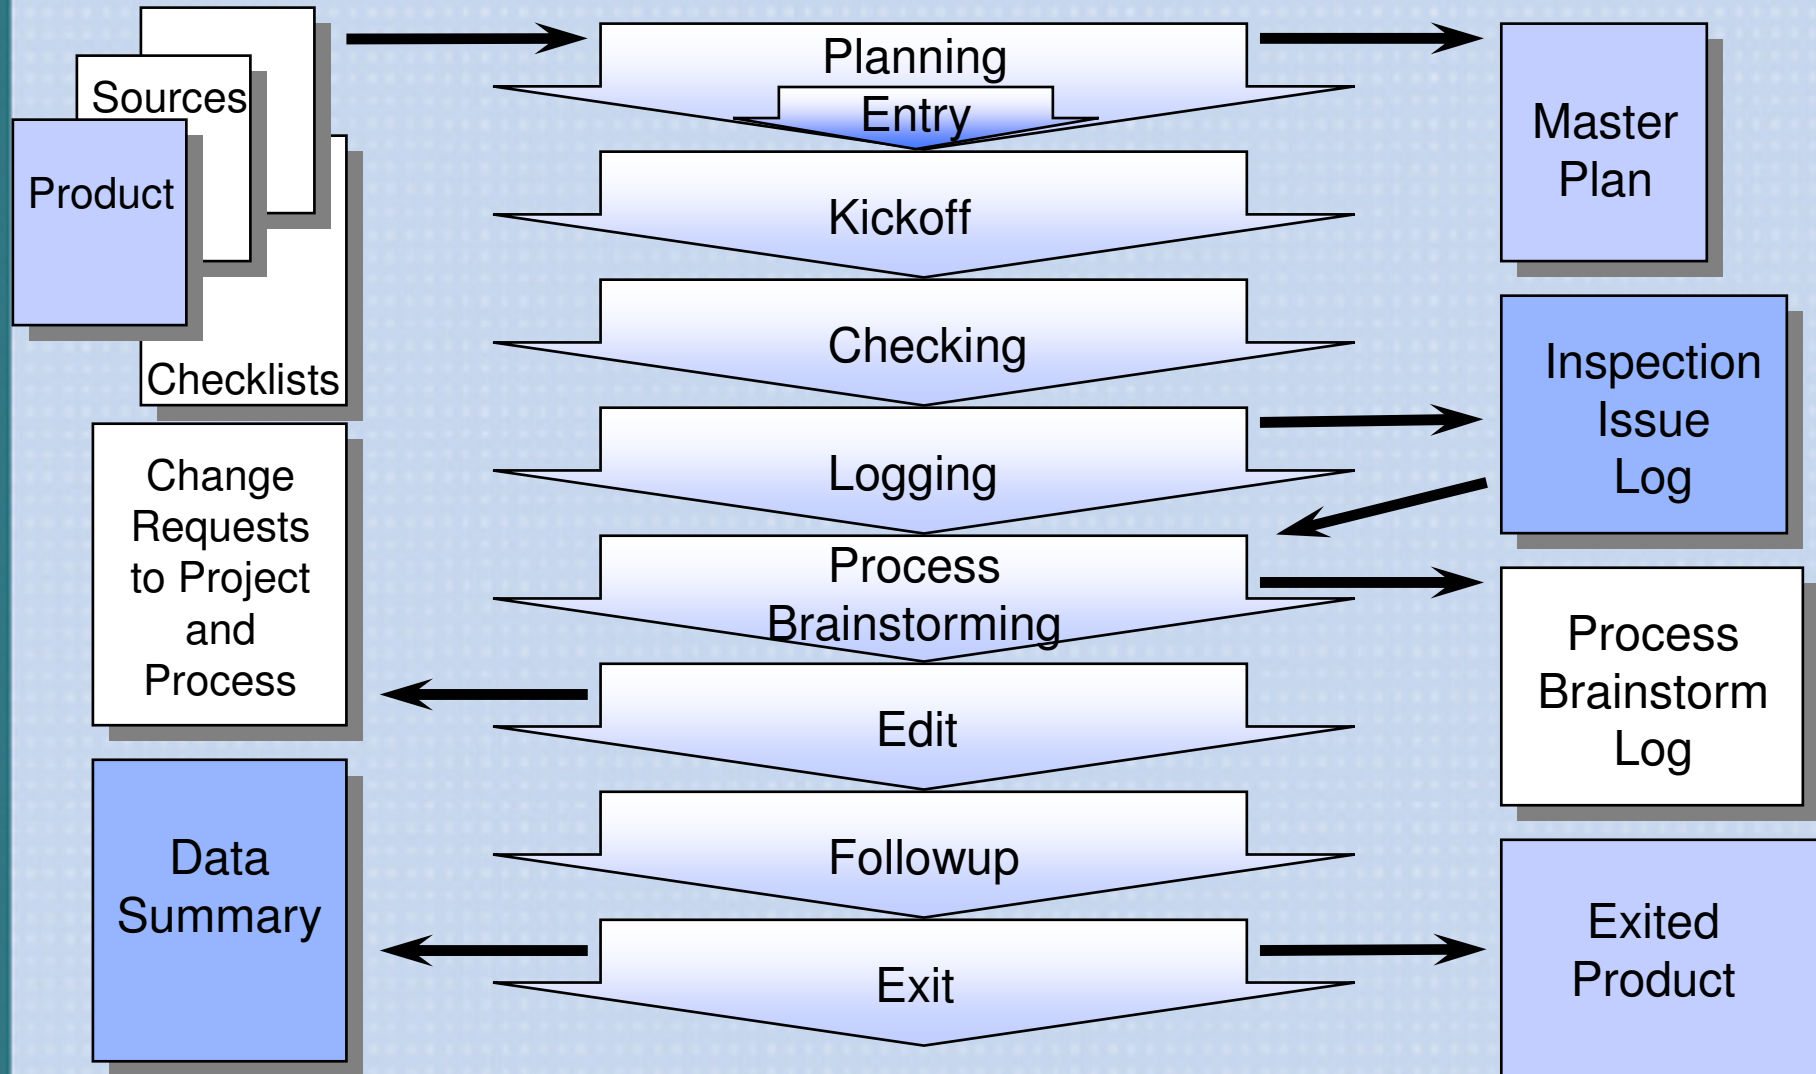 Sources
Product
Checklists
Change
Requests
to Project
and
Process
Data
Summary
Planning
Entry
Kickoff
Checking
Logging
Process
Brainstorming
Edit
Followup
Exit
Master
Plan
Inspection
Issue
Log
Process
Brainstorm
Log
Exited
Product